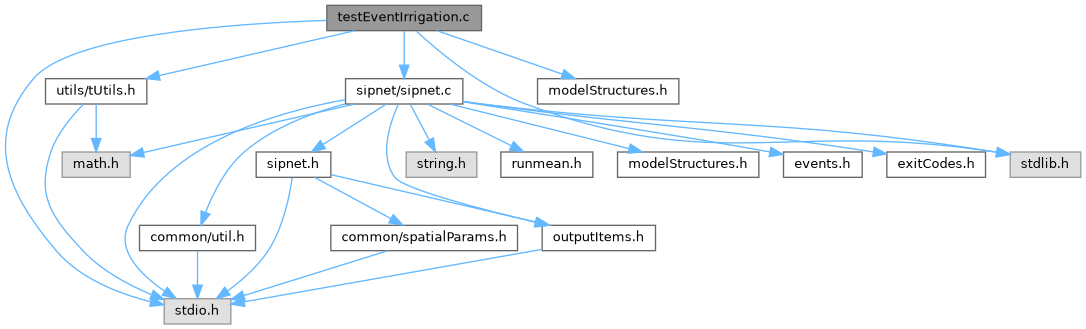 testEventIrrigation.c
utils/tUtils.h
sipnet/sipnet.c
modelStructures.h
math.h
sipnet.h
string.h
runmean.h
modelStructures.h
events.h
exitCodes.h
stdlib.h
common/util.h
common/spatialParams.h
outputItems.h
stdio.h